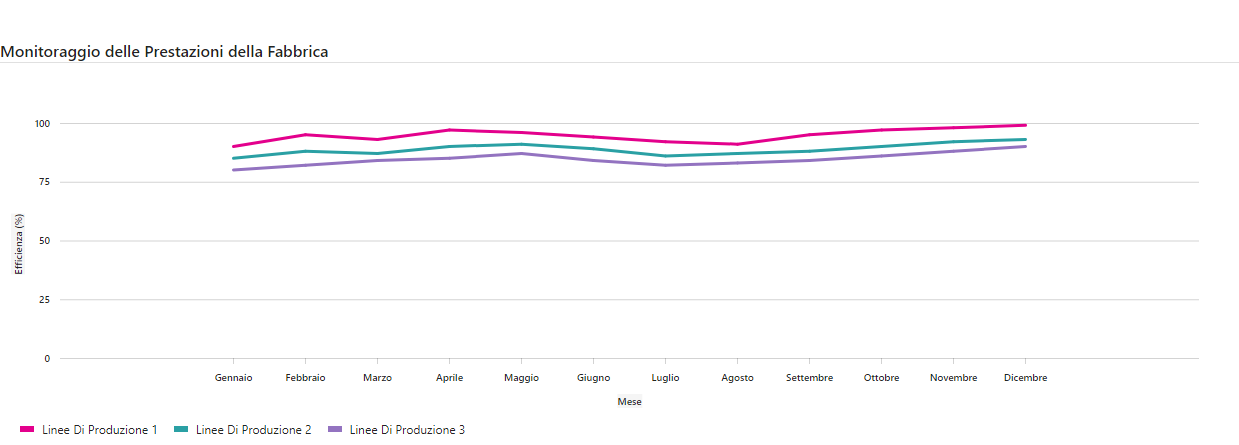 Monitoraggio delle Prestazioni della Fabbrica
Efficienza (%)
100
75
50
25
0
Gennaio Febbraio Marzo Aprile Maggio Giugno Luglio Agosto Settembre Ottobre Novembre Dicembre
Mese
Linee Di Produzione 1 Linee Di Produzione 2 Linee Di Produzione 3